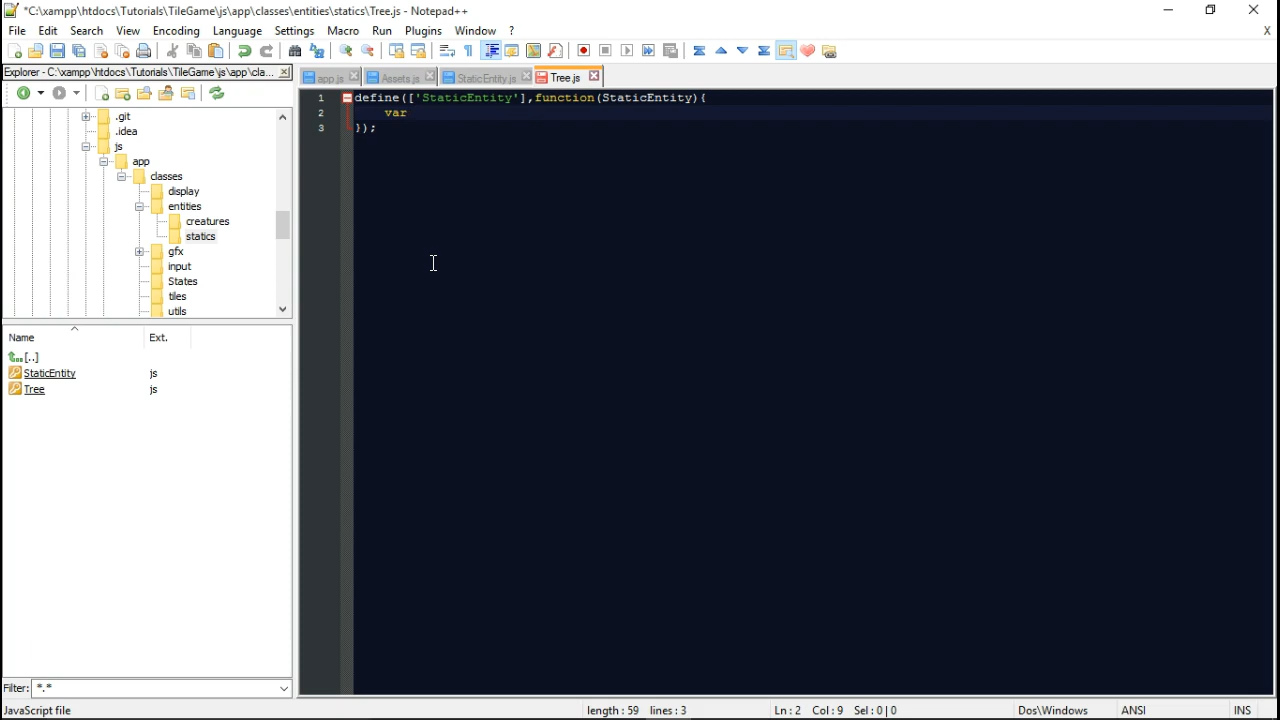 *C:\xampp\htdocs\Tutorials\TileGame\js\app\classes\entities\statics\Tree.js - Notepad++
File Edit Search View Encoding Language Settings Macro Run Plugins Window ? X
Explorer - C:\xampp\htdocs\Tutorials\TileGame\js\app\cla...
app.js Assets.js StaticEntity.js Tree.js
.git
.idea
js
app
classes
display
entities
creatures
statics
gfx
input
States
tiles
utils
Name Ext.
[..]
StaticEntity js
Tree js
Filter: *.*
1 define(['StaticEntity'],function(StaticEntity){
2 var
3 });
JavaScript file length : 59 lines : 3 Ln : 2 Col : 9 Sel : 0 | 0 Dos\Windows ANSI INS